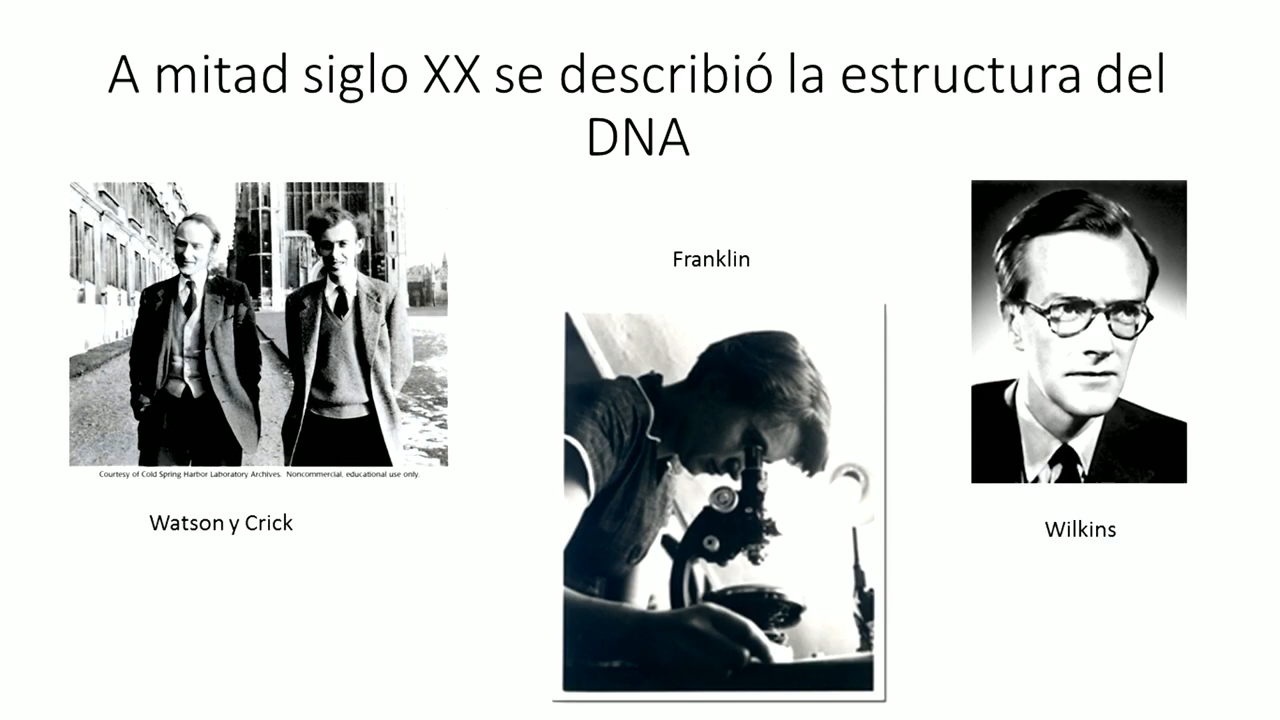 A mitad siglo XX se describió la estructura del
DNA
Franklin
Courtesy of Cold Spring Harbor Laboratory Archives. Noncommercial, educational use only.
Watson y Crick
Wilkins